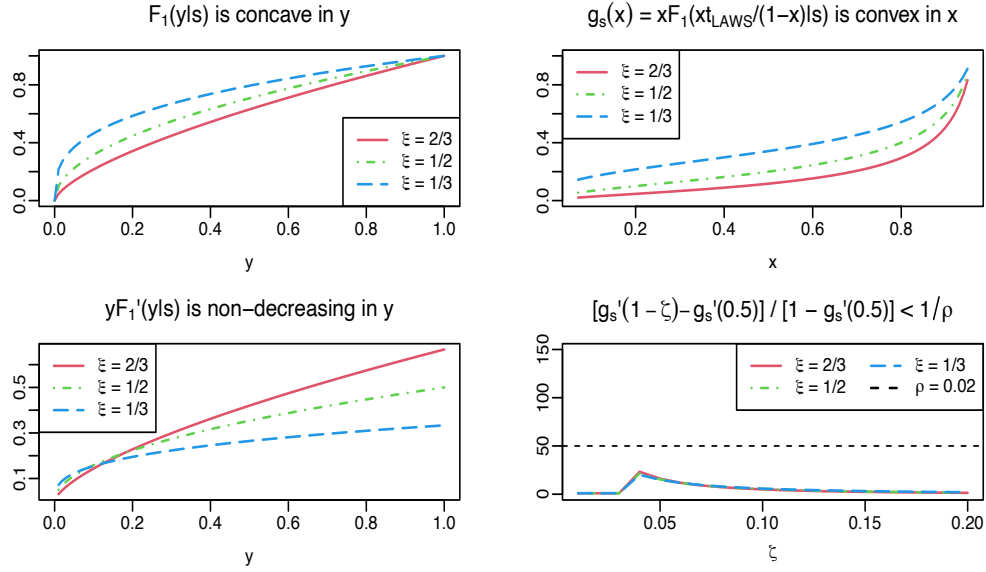 F₁(y|s) is concave in y
0.0 0.4 0.8
ξ = 2/3
ξ = 1/2
ξ = 1/3
0.0 0.2 0.4 0.6 0.8 1.0
y
gₛ(x) = xF₁(xt_LAWS/(1−x)|s) is convex in x
0.0 0.4 0.8
ξ = 2/3
ξ = 1/2
ξ = 1/3
0.2 0.4 0.6 0.8
x
yF₁'(y|s) is non−decreasing in y
0.1 0.3 0.5
ξ = 2/3
ξ = 1/2
ξ = 1/3
0.0 0.2 0.4 0.6 0.8 1.0
y
[gₛ'(1 − ζ)−gₛ'(0.5)] / [1 − gₛ'(0.5)] < 1/ρ
0 50 100 150
ξ = 2/3 ξ = 1/3
ξ = 1/2 ρ = 0.02
0.05 0.10 0.15 0.20
ζ